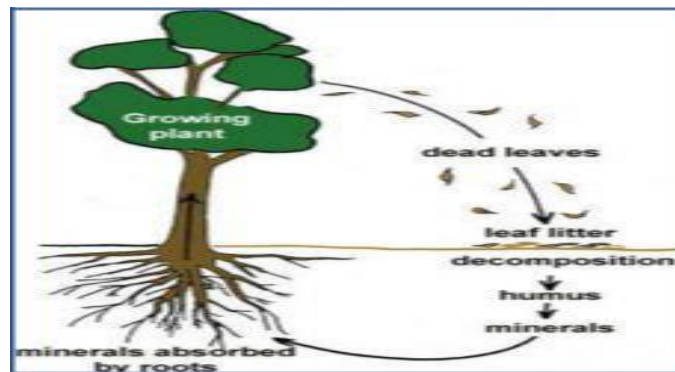 Growing
plant
dead leaves
leaf litter
decomposition
humus
minerals
minerals absorbed
by roots